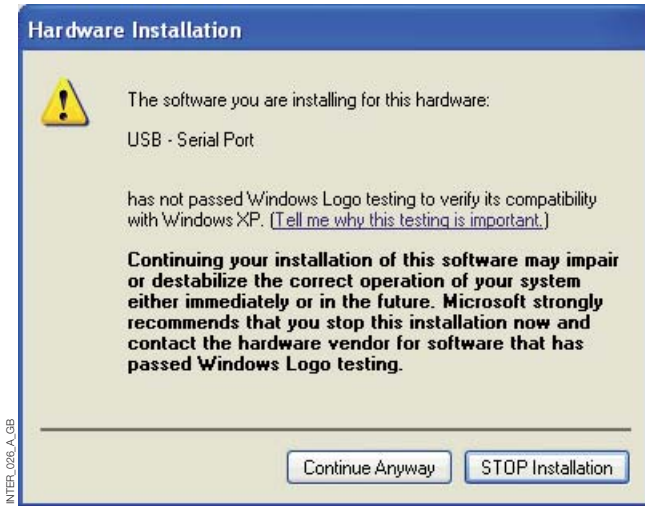 Hardware Installation
The software you are installing for this hardware:
USB - Serial Port
has not passed Windows Logo testing to verify its compatibility
with Windows XP. (Tell me why this testing is important.)
Continuing your installation of this software may impair
or destabilize the correct operation of your system
either immediately or in the future. Microsoft strongly
recommends that you stop this installation now and
contact the hardware vendor for software that has
passed Windows Logo testing.
Continue Anyway
STOP Installation
INTER_026_A_GB